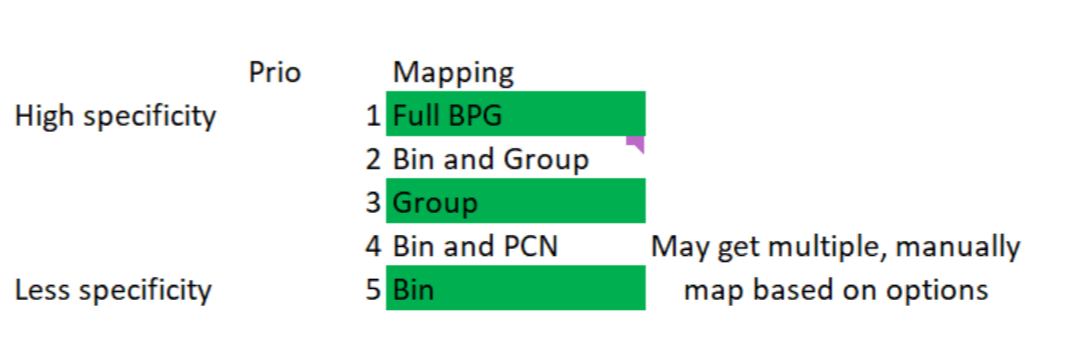 Prio Mapping
High specificity 1 Full BPG
2 Bin and Group
3 Group
4 Bin and PCN May get multiple, manually
Less specificity 5 Bin map based on options